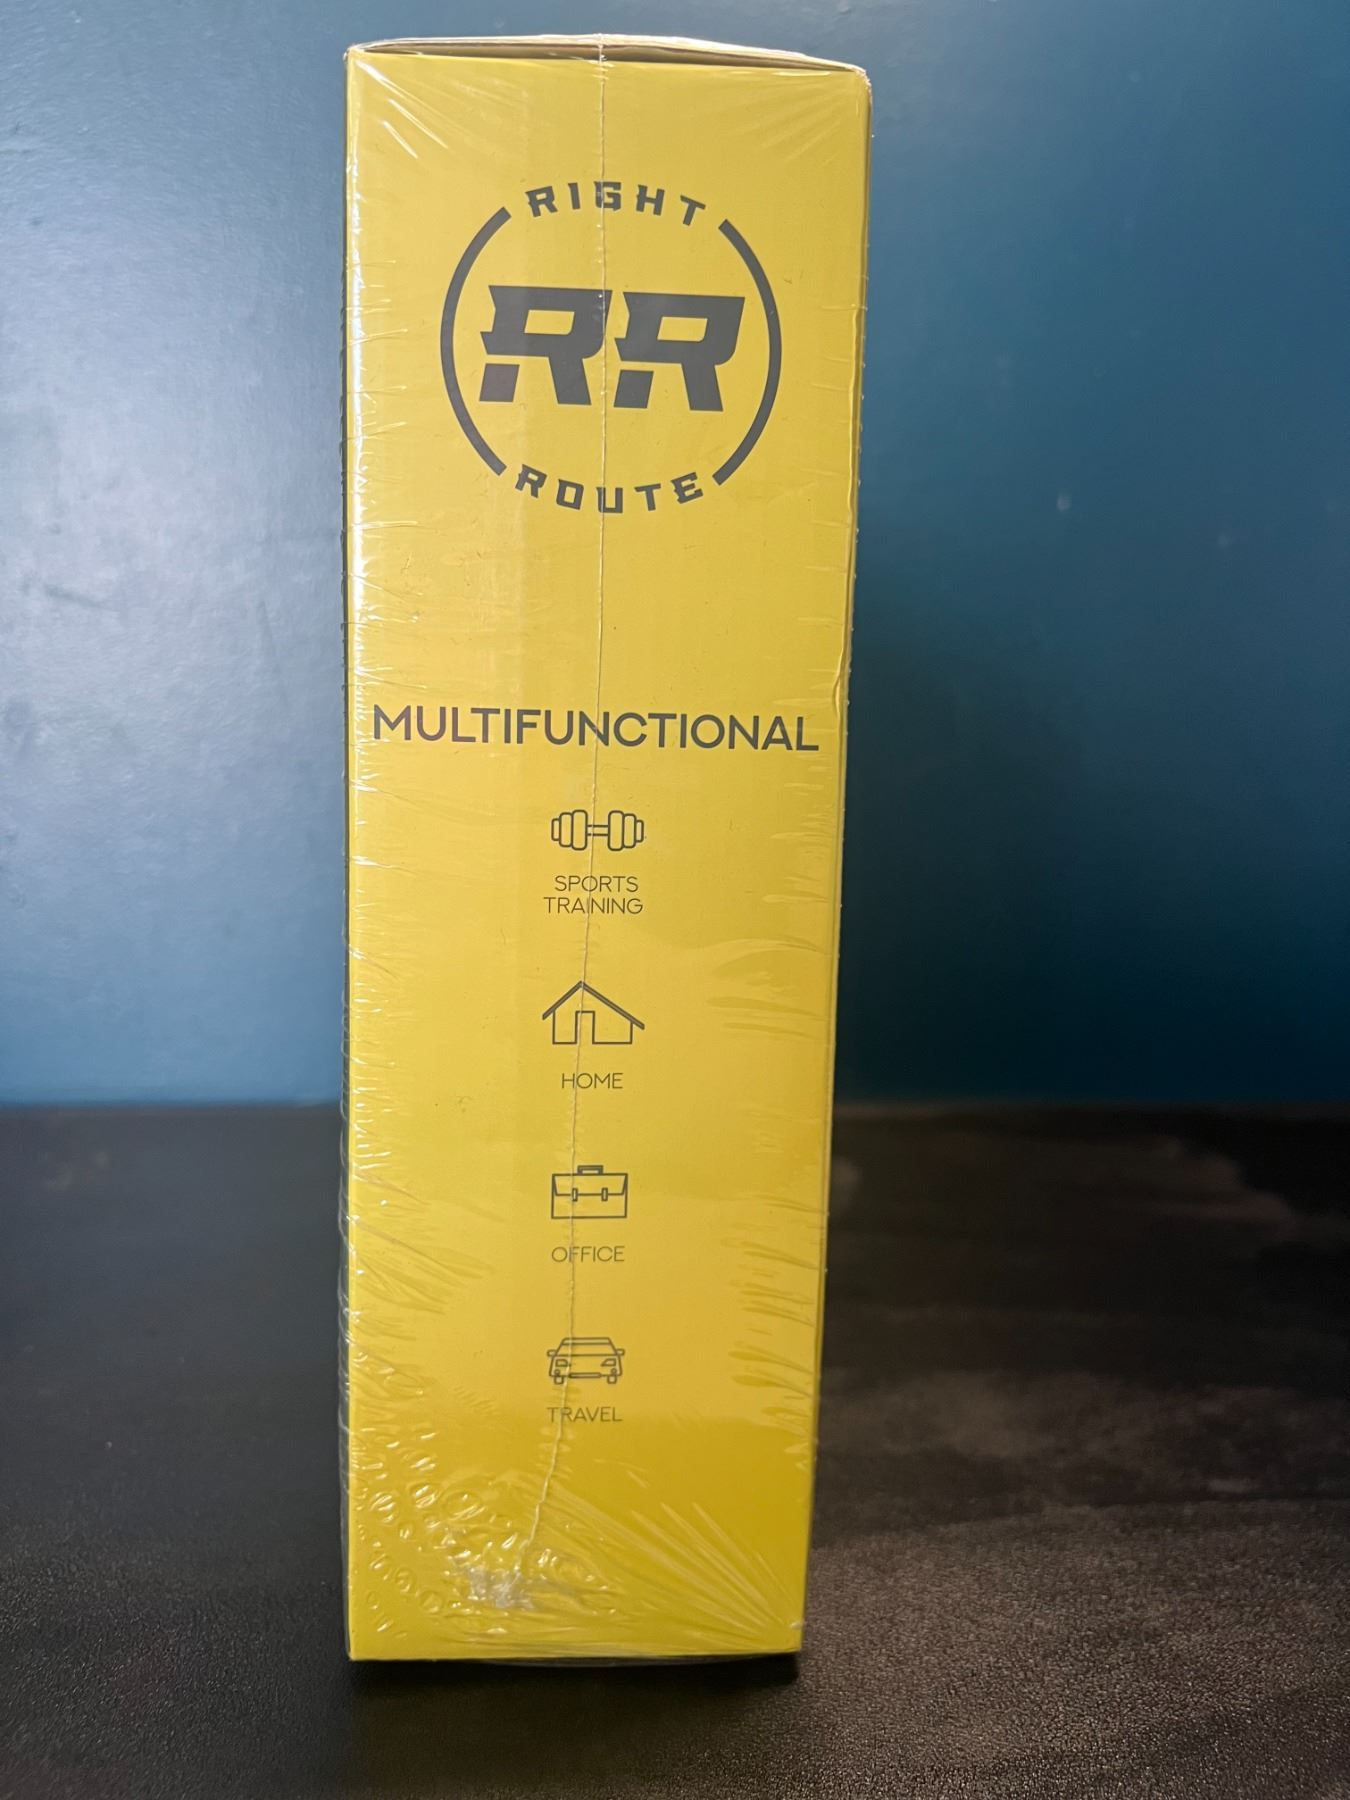 RIGHT
RR
ROUTE
MULTIFUNCTIONAL
SPORTS
TRAINING
HOME
OFFICE
TRAVEL